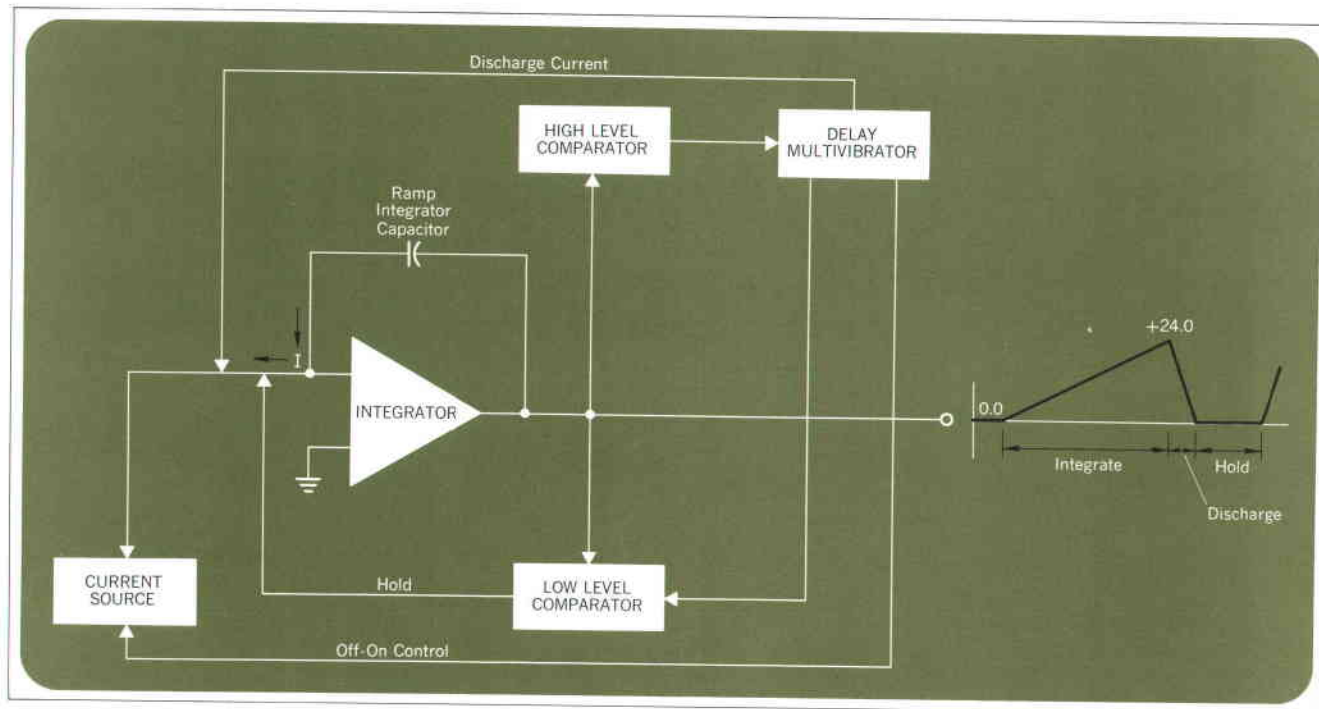 Discharge Current
HIGH LEVEL
COMPARATOR
DELAY
MULTIVIBRATOR
Ramp
Integrator
Capacitor
I
INTEGRATOR
+24.0
0.0
Integrate
Hold
Discharge
CURRENT
SOURCE
Hold
LOW LEVEL
COMPARATOR
Off-On Control